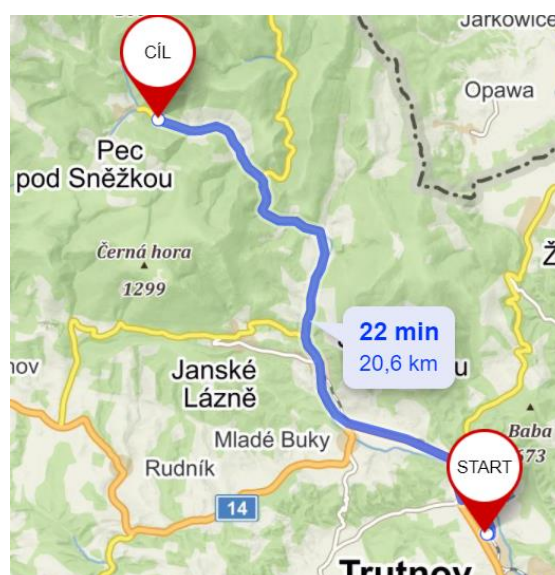 Jarkowice
CÍL
Opawa
Pec
pod Sněžkou
Černá hora
1299
22 min
20,6 km
Janské
Lázně
Mladé Buky
Baba
673
Rudník
START
14
Trutnov